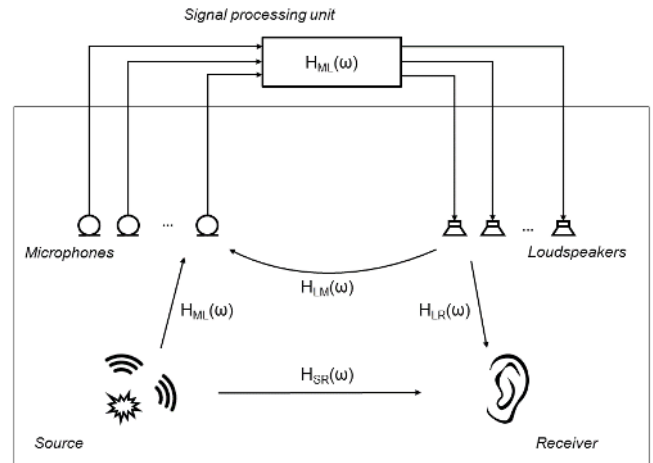 Signal processing unit
H_ML(ω)
...
...
Microphones
Loudspeakers
H_LM(ω)
H_ML(ω)
H_LR(ω)
H_SR(ω)
Source
Receiver